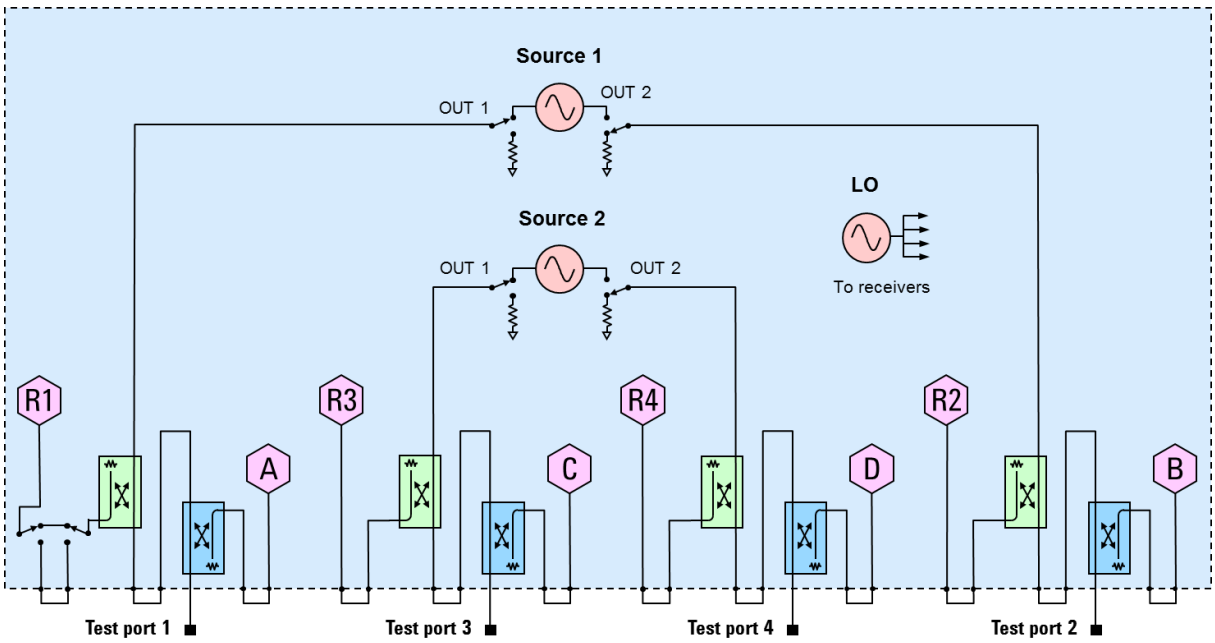 Source 1
OUT 1
OUT 2
LO
Source 2
OUT 1
OUT 2
To receivers
R1
R3
R4
R2
A
C
D
B
Test port 1
Test port 3
Test port 4
Test port 2